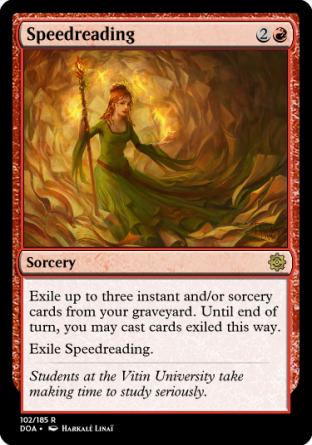 Speedreading 2
Sorcery
Exile up to three instant and/or sorcery
cards from your graveyard. Until end of
turn, you may cast cards exiled this way.
Exile Speedreading.
Students at the Vitin University take
making time to study seriously.
102/185 R
DOA • Harkalé Linaï